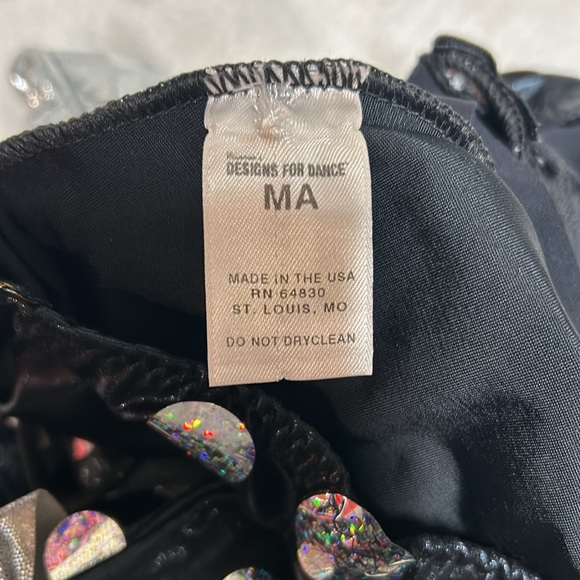 DESIGNS FOR DANCE
MA
MADE IN THE USA
RN 64830
ST. LOUIS, MO
DO NOT DRYCLEAN